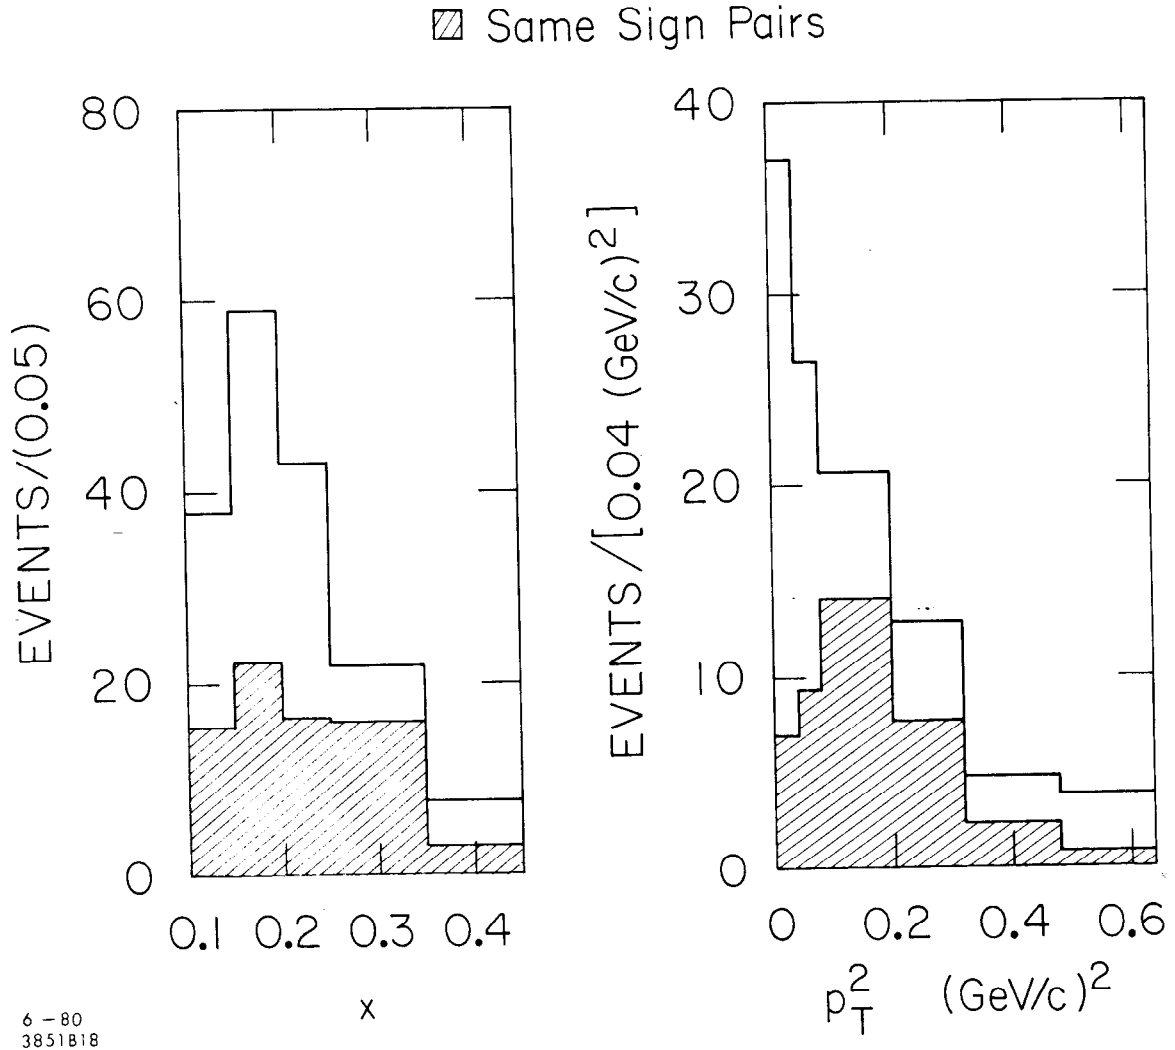 Same Sign Pairs
80
60
40
20
0
EVENTS/(0.05)
0.1 0.2 0.3 0.4
x
40
30
20
10
0
EVENTS/[0.04 (GeV/c)2]
0 0.2 0.4 0.6
p2T (GeV/c)2
6-80
3851B18